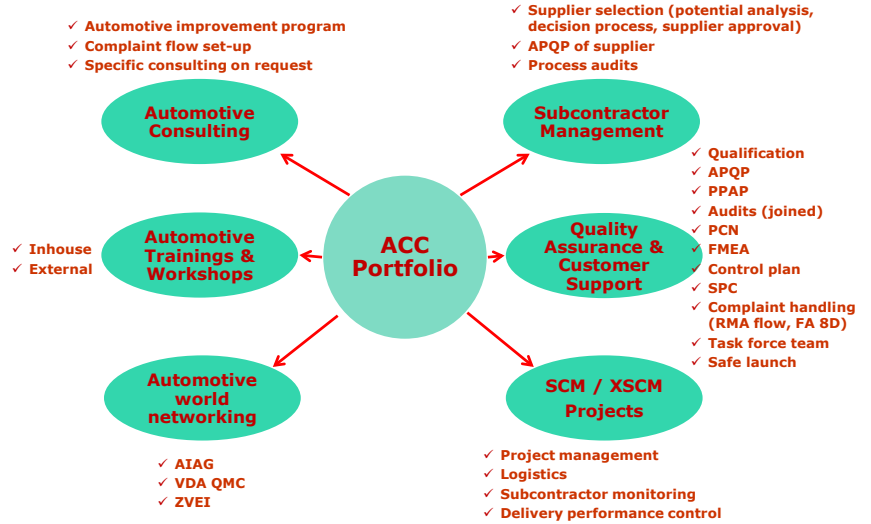 ✓ Automotive improvement program
✓ Complaint flow set-up
✓ Specific consulting on request
Automotive
Consulting
✓ Supplier selection (potential analysis,
decision process, supplier approval)
✓ APQP of supplier
✓ Process audits
Subcontractor
Management
✓ Inhouse
✓ External
Automotive
Trainings &
Workshops
ACC
Portfolio
Quality
Assurance &
Customer
Support
✓ Qualification
✓ APQP
✓ PPAP
✓ Audits (joined)
✓ PCN
✓ FMEA
✓ Control plan
✓ SPC
✓ Complaint handling
(RMA flow, FA 8D)
✓ Task force team
✓ Safe launch
Automotive
world
networking
✓ AIAG
✓ VDA QMC
✓ ZVEI
SCM / XSCM
Projects
✓ Project management
✓ Logistics
✓ Subcontractor monitoring
✓ Delivery performance control